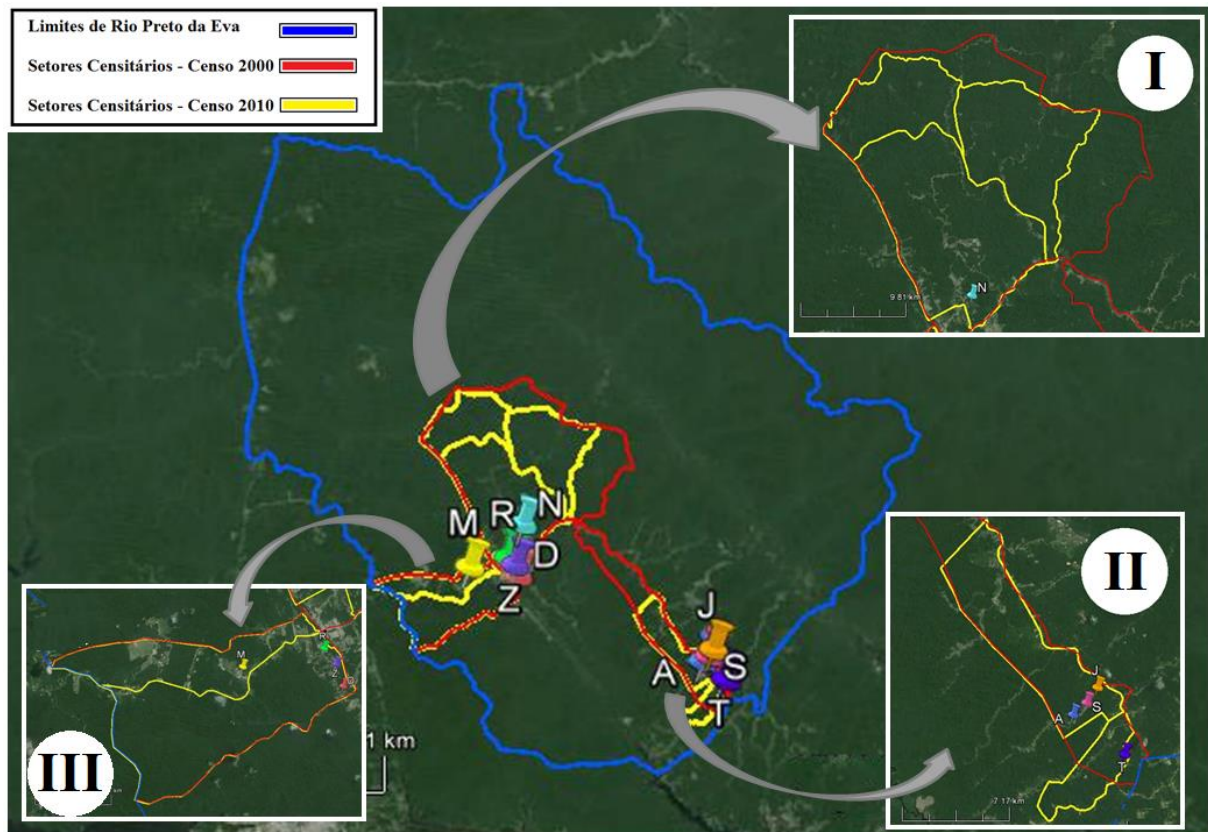 Limites de Rio Preto da Eva
Setores Censitários - Censo 2000
Setores Censitários - Censo 2010
I
N
9 81 km
M
R
N
D
Z
J
A
S
T
1 km
II
J
S
A
T
7 17 km
III
M
R
Z
D